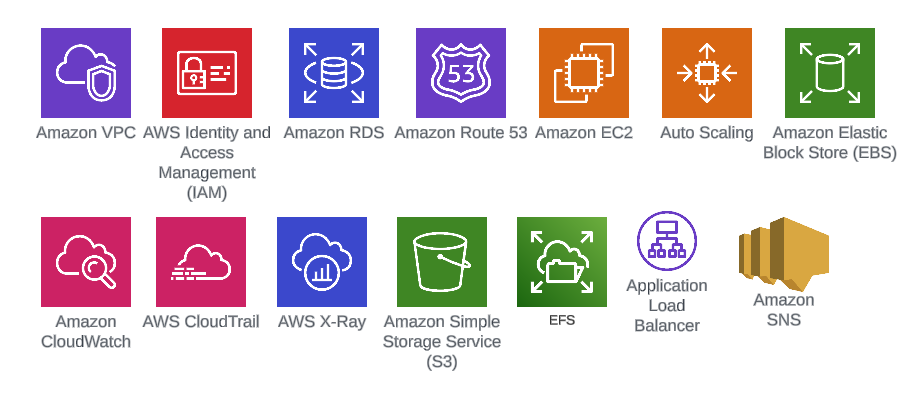 53
Amazon VPC
AWS Identity and
Access
Management
(IAM)
Amazon RDS
Amazon Route 53
Amazon EC2
Auto Scaling
Amazon Elastic
Block Store (EBS)
Amazon
CloudWatch
AWS CloudTrail
AWS X-Ray
Amazon Simple
Storage Service
(S3)
EFS
Application
Load
Balancer
Amazon
SNS